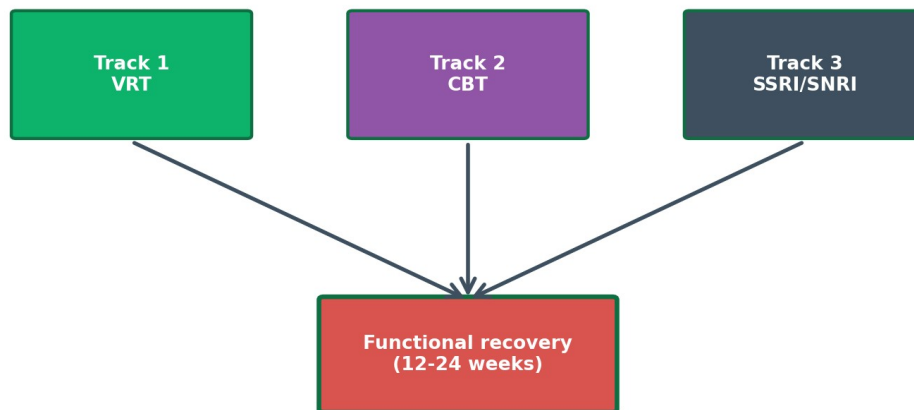 Track 1
VRT
Track 2
CBT
Track 3
SSRI/SNRI
Functional recovery
(12-24 weeks)